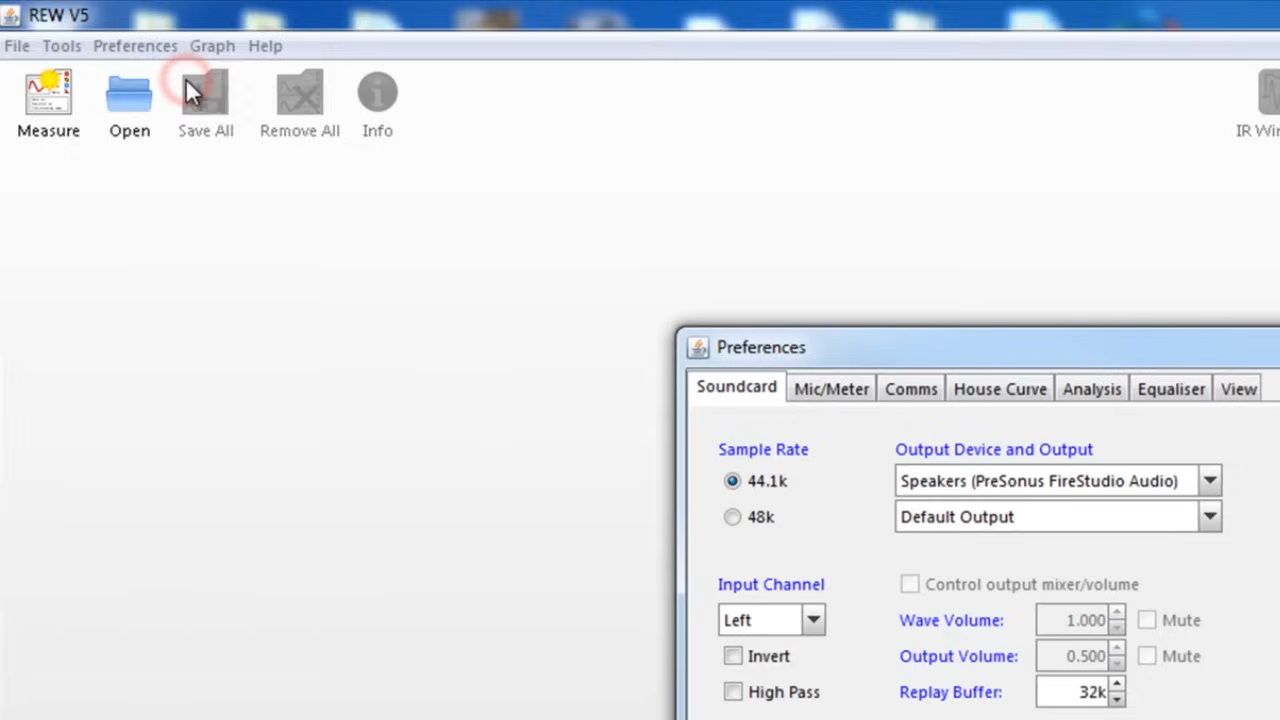 REW V5
File Tools Preferences Graph Help
Measure Open Save All Remove All Info
Preferences
Soundcard Mic/Meter Comms House Curve Analysis Equaliser View
Sample Rate Output Device and Output
44.1k Speakers (PreSonus FireStudio Audio)
48k Default Output
Input Channel Control output mixer/volume
Left Wave Volume: 1.000 Mute
Invert Output Volume: 0.500 Mute
High Pass Replay Buffer: 32k